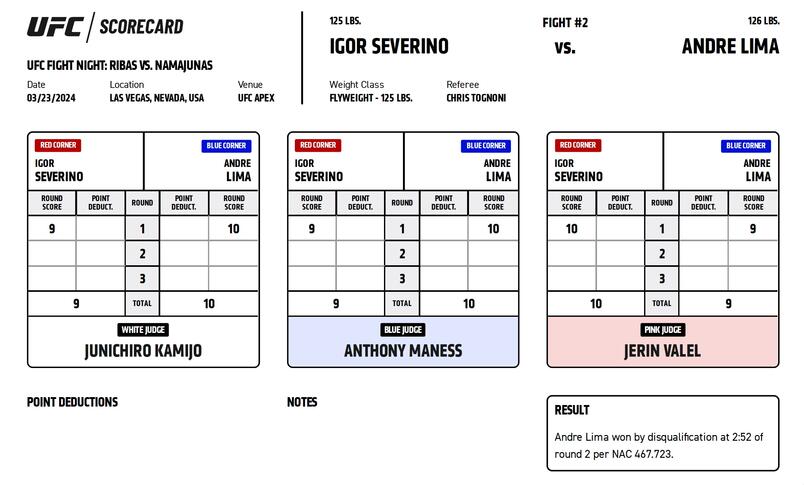 UFC SCORECARD
UFC FIGHT NIGHT: RIBAS VS. NAMAJUNAS
Date Location Venue
03/23/2024 LAS VEGAS, NEVADA, USA UFC APEX
125 LBS. FIGHT #2 126 LBS.
IGOR SEVERINO VS. ANDRE LIMA
Weight Class Referee
FLYWEIGHT - 125 LBS. CHRIS TOGNONI
RED CORNER BLUE CORNER
IGOR ANDRE
SEVERINO LIMA
ROUND SCORE POINT DEDUCT. ROUND POINT DEDUCT. ROUND SCORE
9 1 10
2
3
9 TOTAL 10
WHITE JUDGE
JUNICHIRO KAMIJO
RED CORNER BLUE CORNER
IGOR ANDRE
SEVERINO LIMA
ROUND SCORE POINT DEDUCT. ROUND POINT DEDUCT. ROUND SCORE
9 1 10
2
3
9 TOTAL 10
BLUE JUDGE
ANTHONY MANESS
RED CORNER BLUE CORNER
IGOR ANDRE
SEVERINO LIMA
ROUND SCORE POINT DEDUCT. ROUND POINT DEDUCT. ROUND SCORE
10 1 9
2
3
10 TOTAL 9
PINK JUDGE
JERIN VALEL
POINT DEDUCTIONS
NOTES
RESULT
Andre Lima won by disqualification at 2:52 of
round 2 per NAC 467.723.